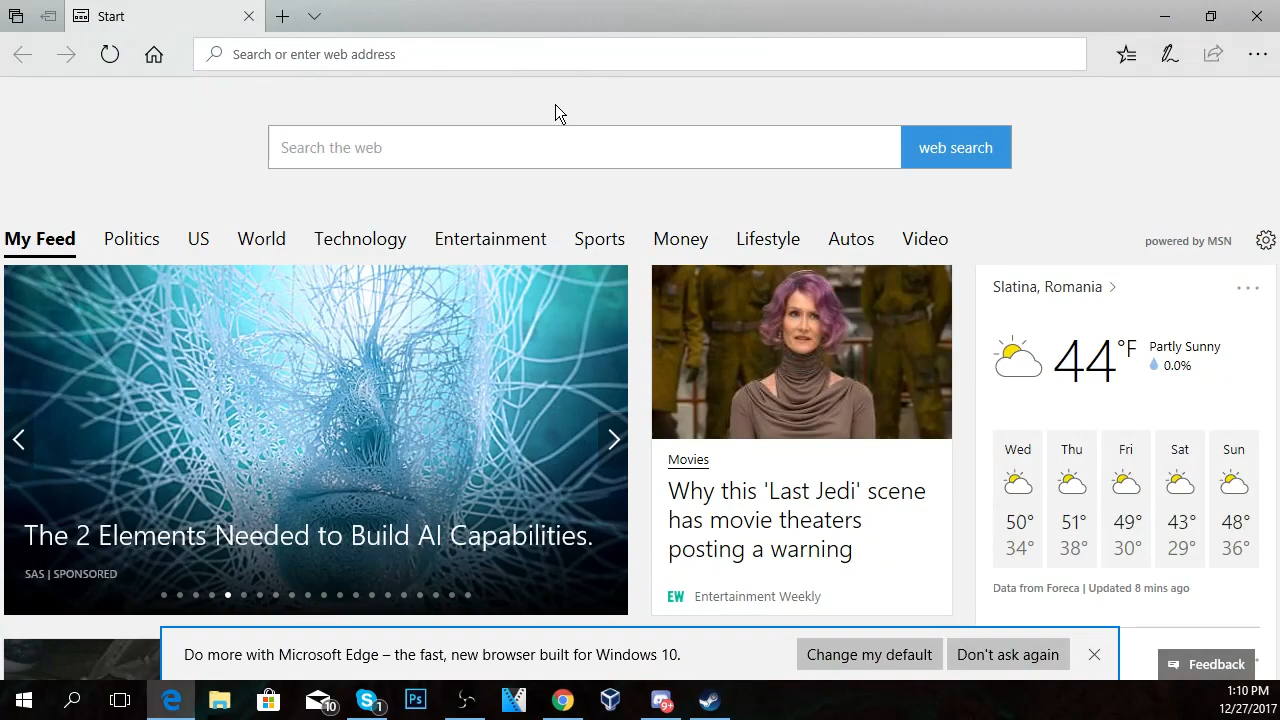 Start
Search or enter web address
Search the web
web search
My Feed Politics US World Technology Entertainment Sports Money Lifestyle Autos Video
powered by MSN
The 2 Elements Needed to Build AI Capabilities.
SAS | SPONSORED
Movies
Why this 'Last Jedi' scene
has movie theaters
posting a warning
EW Entertainment Weekly
Slatina, Romania
44°F
Partly Sunny
0.0%
Wed Thu Fri Sat Sun
50° 51° 49° 43° 48°
34° 38° 30° 29° 36°
Data from Foreca | Updated 8 mins ago
Do more with Microsoft Edge – the fast, new browser built for Windows 10.
Change my default
Don't ask again
Feedback
10
1
Ps
9+
1:10 PM
12/27/2017